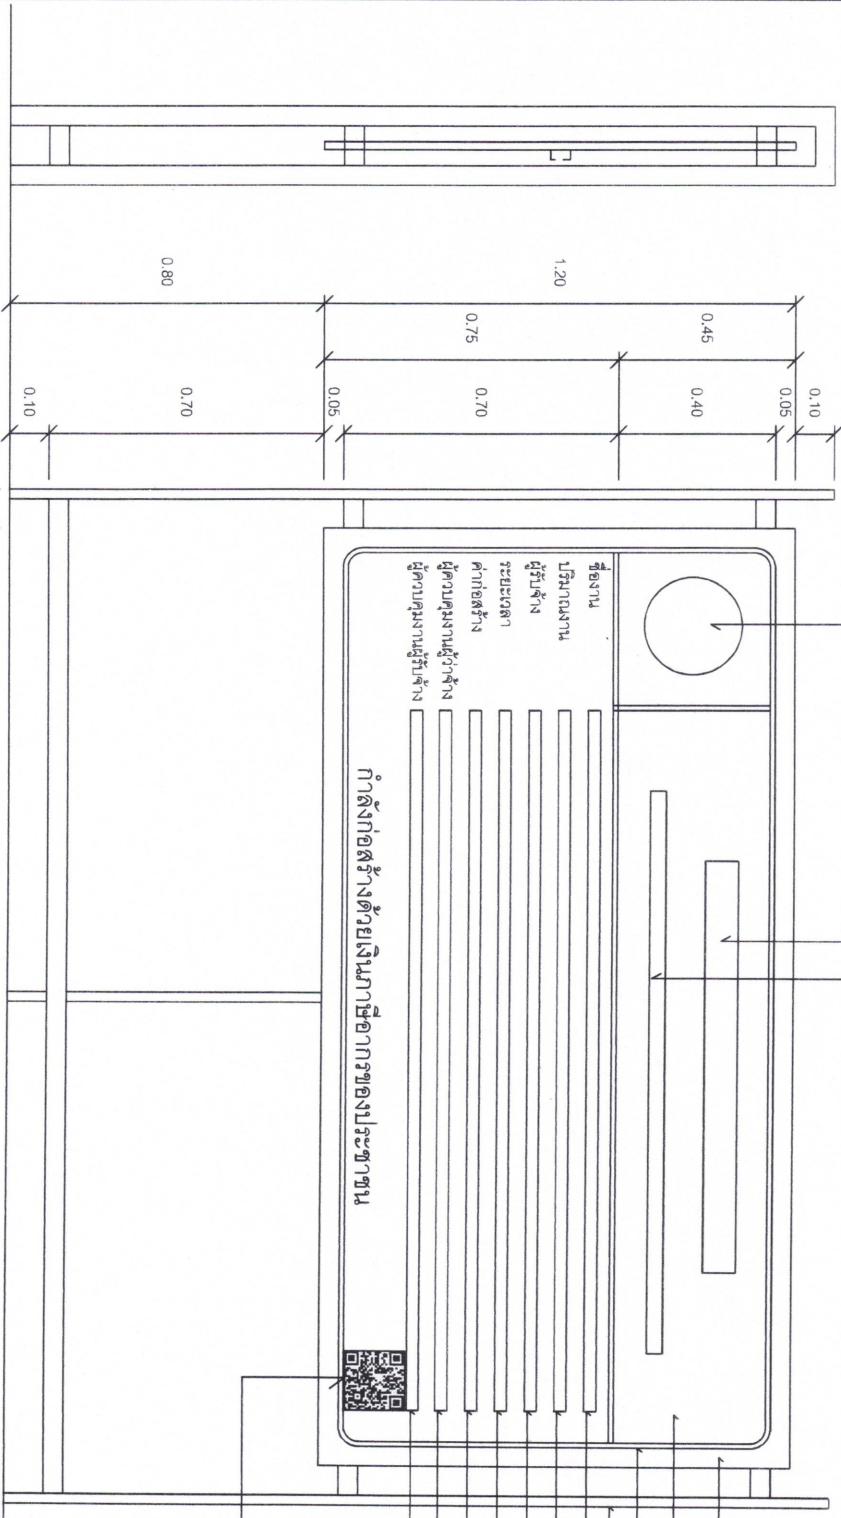 0.80
1.20
0.75
0.45
0.10
0.70
0.05
0.70
0.40
0.05
0.10
ชื่องาน
ปริมาณงาน
ผู้รับจ้าง
ระยะเวลา
ค่าก่อสร้าง
ผู้ควบคุมงานผู้ว่าจ้าง
ผู้ควบคุมงานผู้รับจ้าง
กำลังก่อสร้างด้วยเงินภาษีอากรของประชาชน